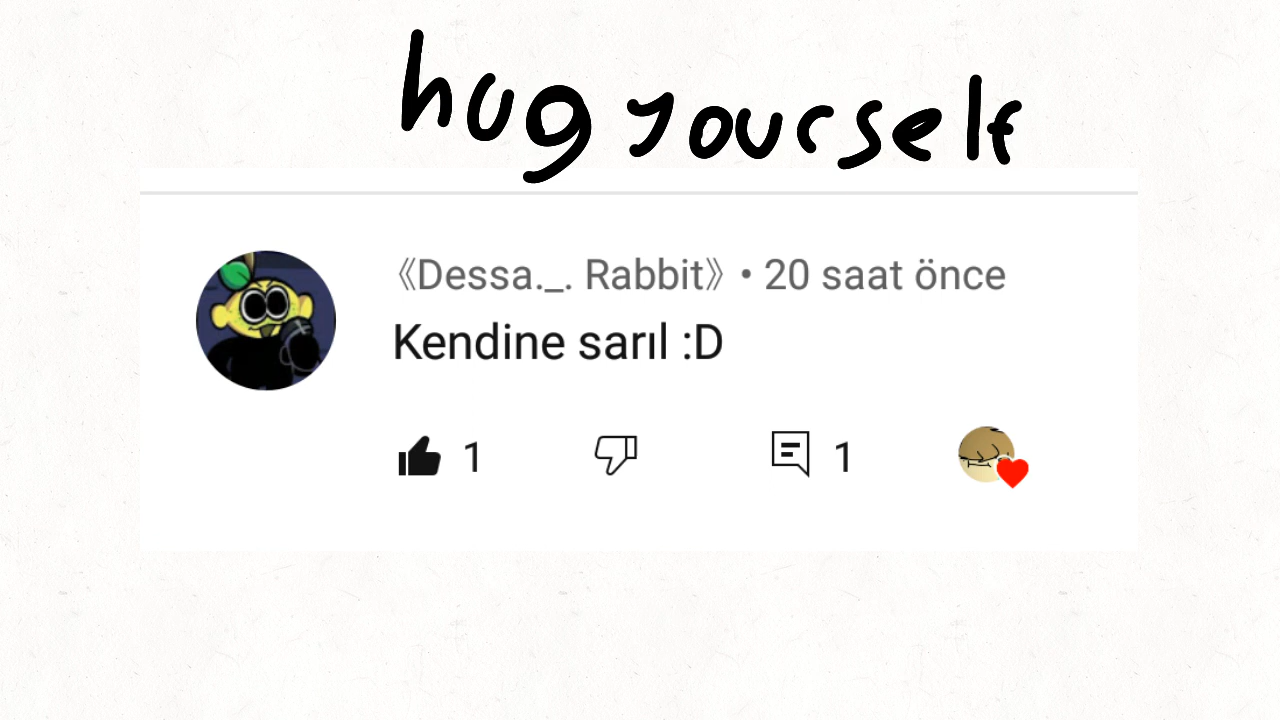 hug yourself
《Dessa._. Rabbit》 • 20 saat önce
Kendine sarıl :D
1 1